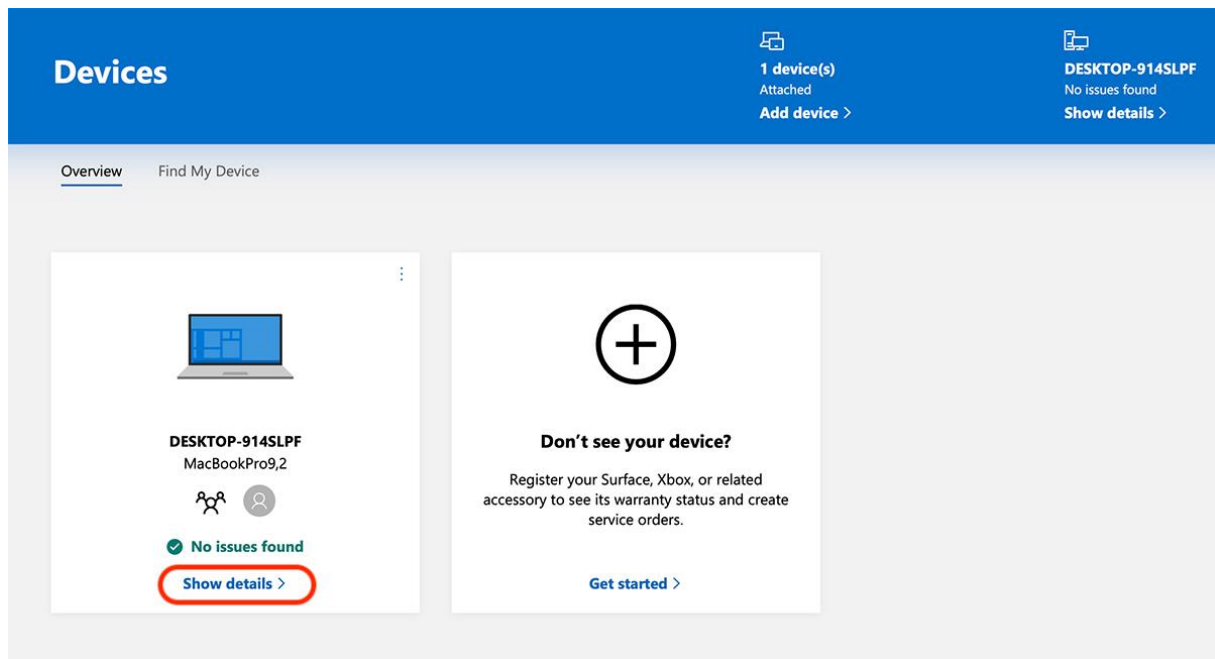 Devices
1 device(s)
Attached
Add device >
DESKTOP-914SLPF
No issues found
Show details >
Overview
Find My Device
DESKTOP-914SLPF
MacBookPro9,2
No issues found
Show details >
Don't see your device?
Register your Surface, Xbox, or related
accessory to see its warranty status and create
service orders.
Get started >